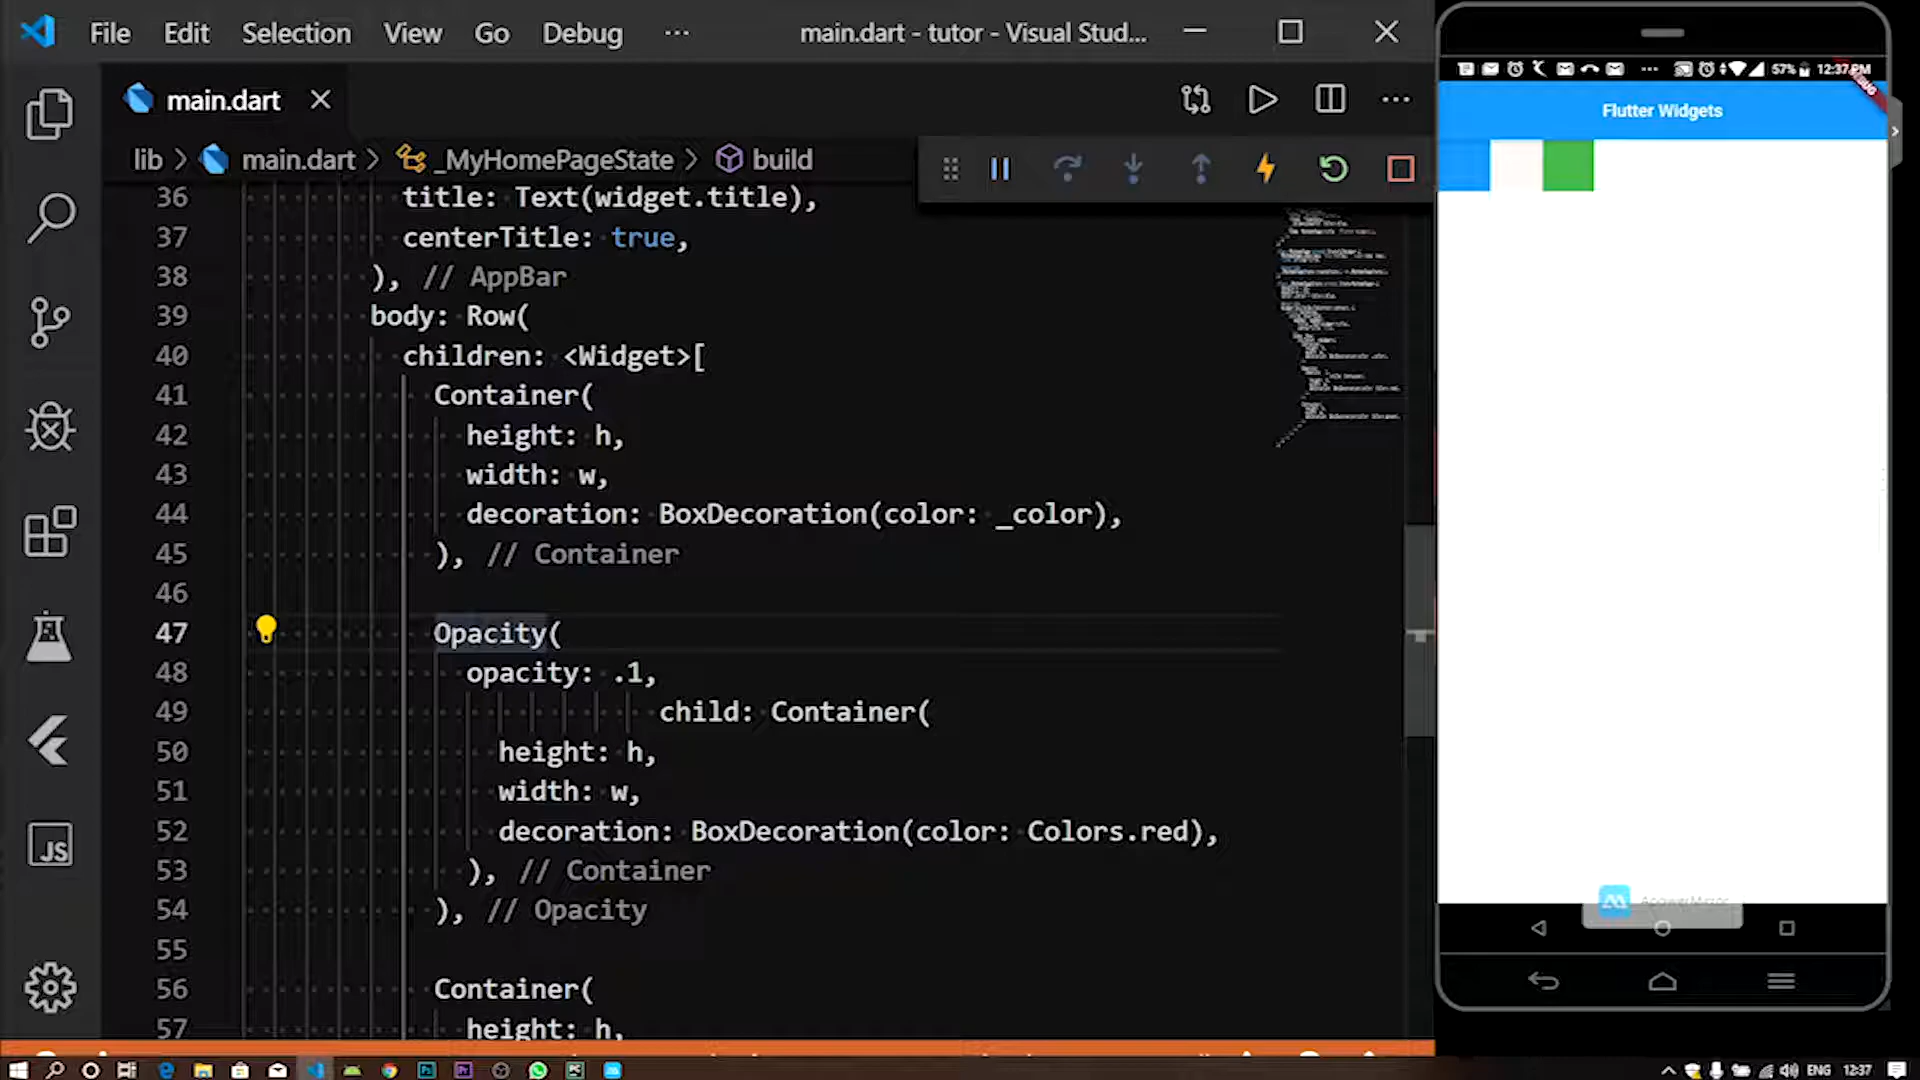 File Edit Selection View Go Debug ··· main.dart - tutor - Visual Stud...
main.dart
lib > main.dart > _MyHomePageState > build
36 title: Text(widget.title),
37 centerTitle: true,
38 ), // AppBar
39 body: Row(
40 children: <Widget>[
41 Container(
42 height: h,
43 width: w,
44 decoration: BoxDecoration(color: _color),
45 ), // Container
46
47 Opacity(
48 opacity: .1,
49 child: Container(
50 height: h,
51 width: w,
52 decoration: BoxDecoration(color: Colors.red),
53 ), // Container
54 ), // Opacity
55
56 Container(
57 height: h,
JS
57% 12:37 PM
Flutter Widgets
ApowerMirror
ENG 12:37